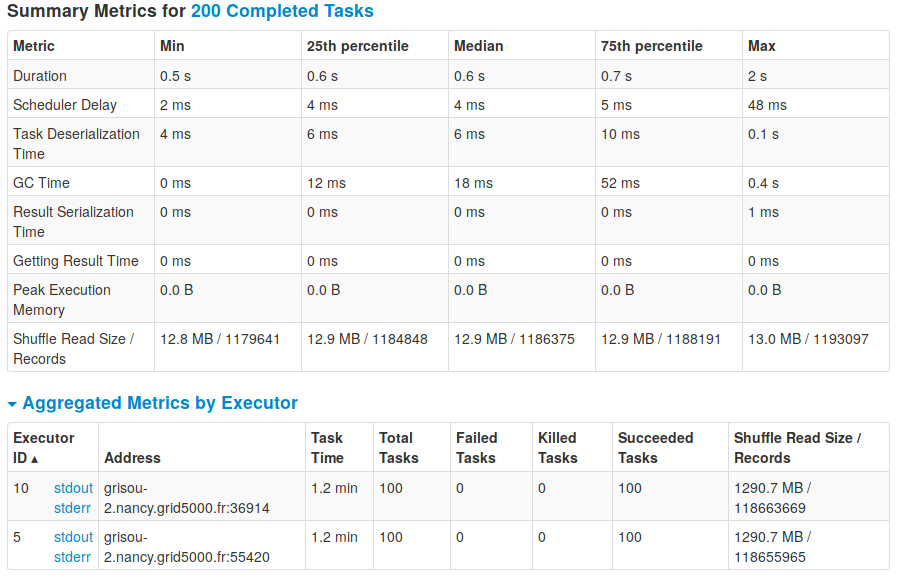 Summary Metrics for 200 Completed Tasks
Metric Min 25th percentile Median 75th percentile Max
Duration 0.5 s 0.6 s 0.6 s 0.7 s 2 s
Scheduler Delay 2 ms 4 ms 4 ms 5 ms 48 ms
Task Deserialization 4 ms 6 ms 6 ms 10 ms 0.1 s
Time
GC Time 0 ms 12 ms 18 ms 52 ms 0.4 s
Result Serialization 0 ms 0 ms 0 ms 0 ms 1 ms
Time
Getting Result Time 0 ms 0 ms 0 ms 0 ms 0 ms
Peak Execution 0.0 B 0.0 B 0.0 B 0.0 B 0.0 B
Memory
Shuffle Read Size / 12.8 MB / 1179641 12.9 MB / 1184848 12.9 MB / 1186375 12.9 MB / 1188191 13.0 MB / 1193097
Records
Aggregated Metrics by Executor
Executor Task Total Failed Killed Succeeded Shuffle Read Size /
ID ▴ Address Time Tasks Tasks Tasks Tasks Records
10 stdout grisou- 1.2 min 100 0 0 100 1290.7 MB /
stderr 2.nancy.grid5000.fr:36914 118663669
5 stdout grisou- 1.2 min 100 0 0 100 1290.7 MB /
stderr 2.nancy.grid5000.fr:55420 118655965